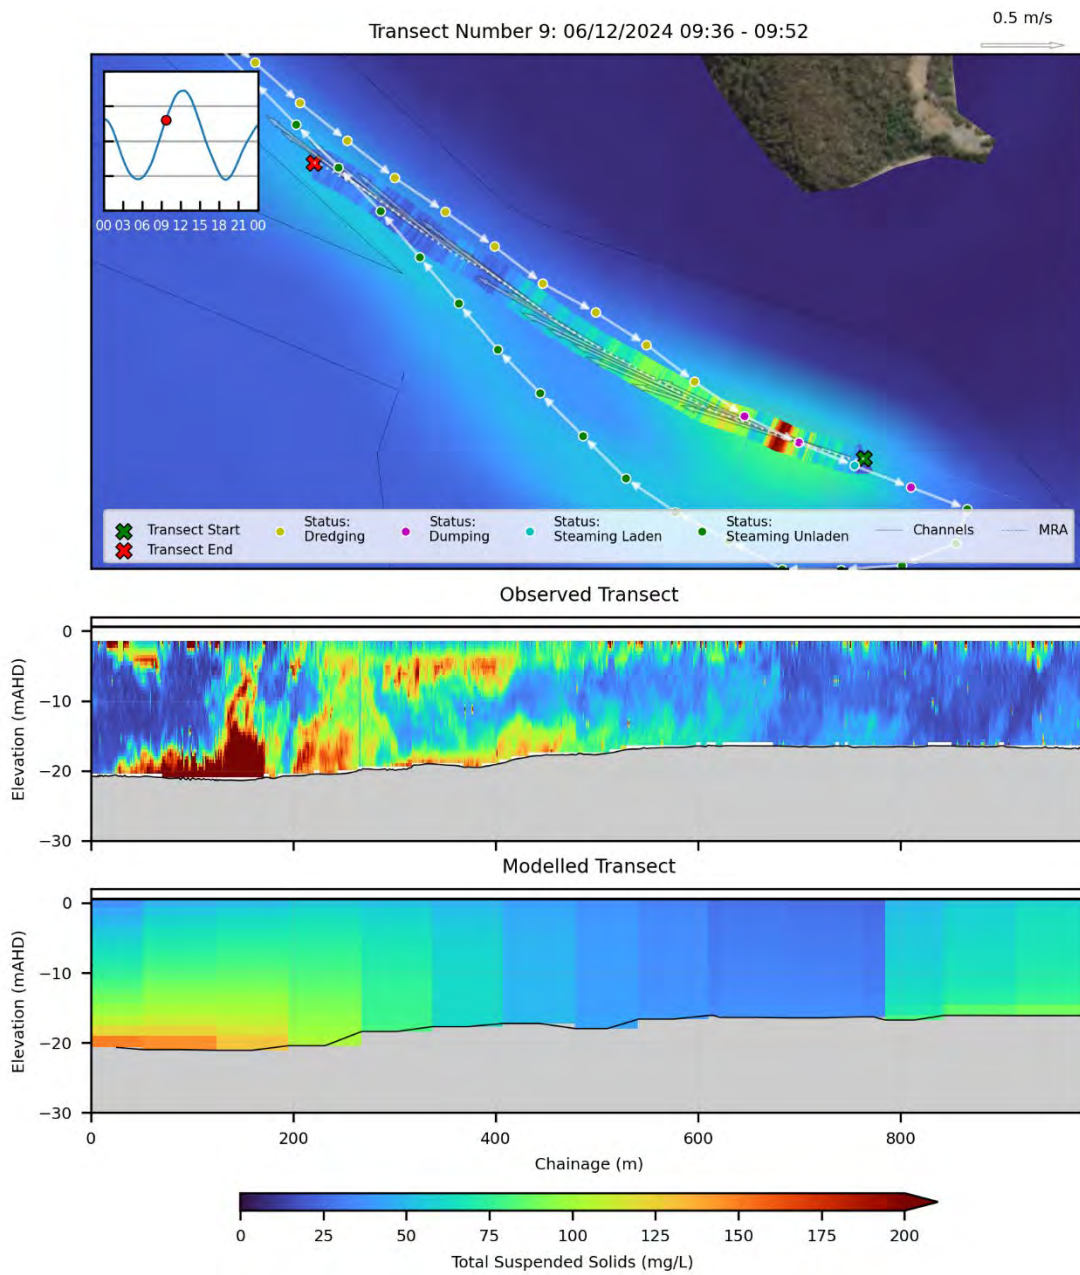 0.5 m/s
Transect Number 9: 06/12/2024 09:36 - 09:52
00 03 06 09 12 15 18 21 00
Transect Start
Transect End
Status:
Dredging
Status:
Dumping
Status:
Steaming Laden
Status:
Steaming Unladen
Channels
MRA
Observed Transect
0
−10
−20
−30
Elevation (mAHD)
Modelled Transect
0
−10
−20
−30
Elevation (mAHD)
0 200 400 600 800
Chainage (m)
0 25 50 75 100 125 150 175 200
Total Suspended Solids (mg/L)